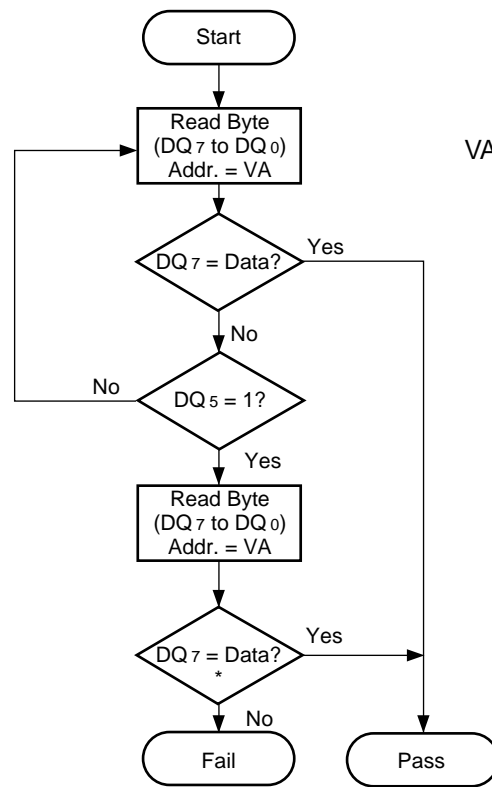 Start
Read Byte
(DQ7 to DQ0)
Addr. = VA
VA
DQ7 = Data?
Yes
No
No
DQ5 = 1?
Yes
Read Byte
(DQ7 to DQ0)
Addr. = VA
DQ7 = Data?
*
Yes
No
Fail
Pass